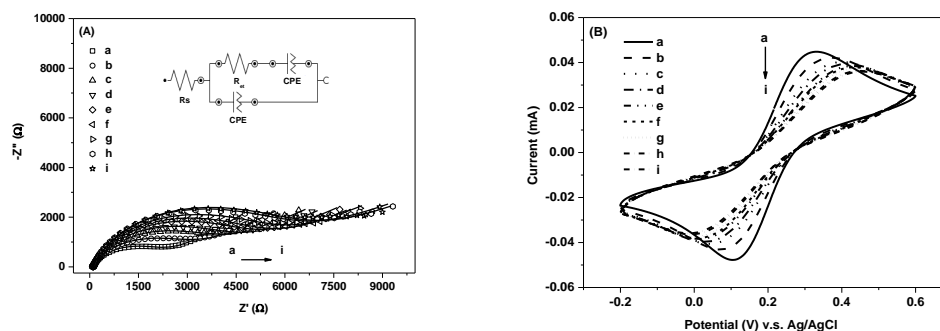 (A)
10000
8000
6000
4000
2000
0
-Z'' (Ω)
a
b
c
d
e
f
g
h
i
Rs
R
CPE
CPE
a i
0 1500 3000 4500 6000 7500 9000
Z' (Ω)
(B)
0.06
0.04
0.02
0.00
-0.02
-0.04
-0.06
Current (mA)
a
b
c
d
e
f
g
h
i
a
i
-0.2 0.0 0.2 0.4 0.6
Potential (V) v.s. Ag/AgCl